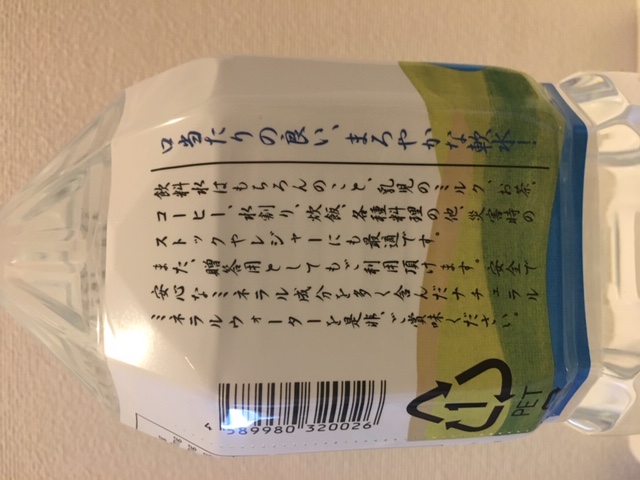 口当たりの良い、まろやかな軟水！
飲料水はもちろんのこと、乳児のミルク、お茶、
コーヒー、水割り、炊飯、各種料理の他、災害時の
ストックやレジャーにも最適です。
また、贈答用としてもご利用頂けます。安全で
安心なミネラル成分を多く含んだナチュラル
ミネラルウォーターを是非、ご賞味ください。
4 589980 320026
1
PET